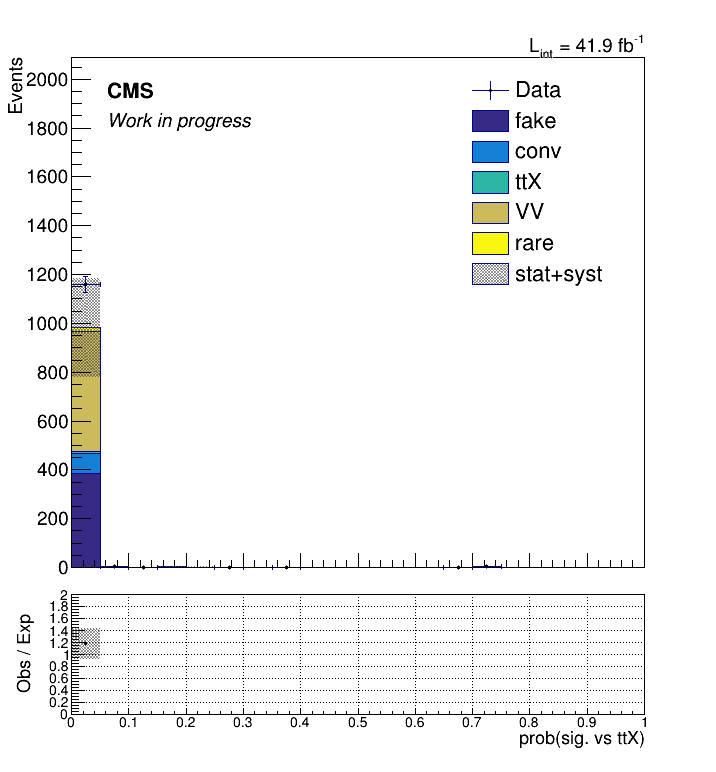 L_int = 41.9 fb^-1
Events
CMS
Work in progress
Data
fake
conv
ttX
VV
rare
stat+syst
2000
1800
1600
1400
1200
1000
800
600
400
200
0
Obs / Exp
2
1.8
1.6
1.4
1.2
1
0.8
0.6
0.4
0.2
0
0 0.1 0.2 0.3 0.4 0.5 0.6 0.7 0.8 0.9 1
prob(sig. vs ttX)